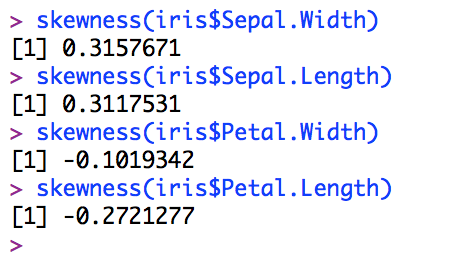 > skewness(iris$Sepal.Width)
[1] 0.3157671
> skewness(iris$Sepal.Length)
[1] 0.3117531
> skewness(iris$Petal.Width)
[1] -0.1019342
> skewness(iris$Petal.Length)
[1] -0.2721277
>